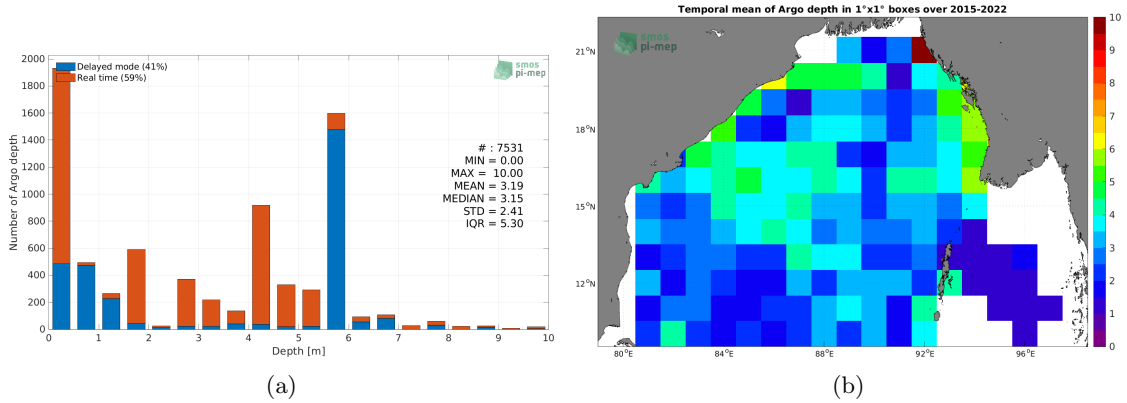 Delayed mode (41%)
Real time (59%)
smos
pi-mep
# : 7531
MIN = 0.00
MAX = 10.00
MEAN = 3.19
MEDIAN = 3.15
STD = 2.41
IQR = 5.30
Number of Argo depth
2000
1800
1600
1400
1200
1000
800
600
400
200
0
0 1 2 3 4 5 6 7 8 9 10
Depth [m]
(a)
Temporal mean of Argo depth in 1°x1° boxes over 2015-2022
smos
pi-mep
21°N
18°N
15°N
12°N
80°E 84°E 88°E 92°E 96°E
10
9
8
7
6
5
4
3
2
1
0
(b)